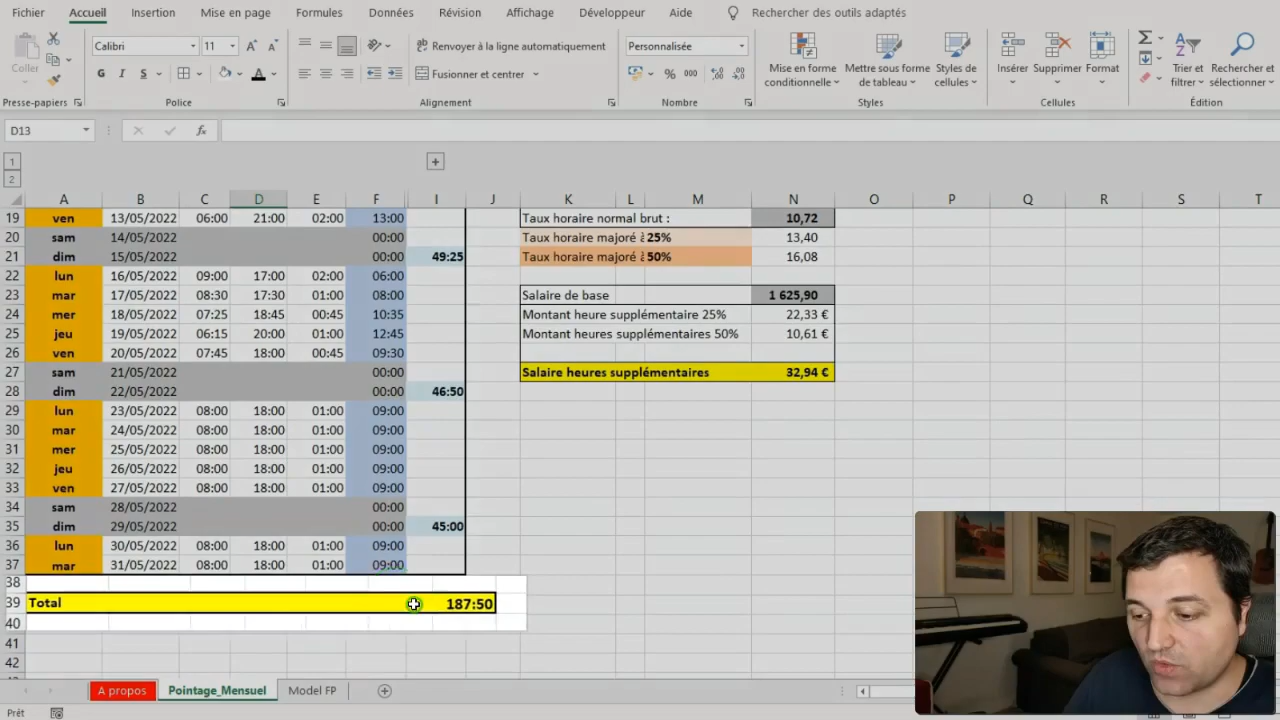 Fichier Accueil Insertion Mise en page Formules Données Révision Affichage Développeur Aide Rechercher des outils adaptés
Coller Calibri 11 Renvoyer à la ligne automatiquement Personnalisée
G I S Fusionner et centrer % 000 Mise en forme conditionnelle Mettre sous forme de tableau Styles de cellules Insérer Supprimer Format Trier et filtrer Rechercher et sélectionner
Presse-papiers Police Alignement Nombre Styles Cellules Édition
D13 fx
1
2
A B C D E F I J K L M N O P Q R S T
19 ven 13/05/2022 06:00 21:00 02:00 13:00 Taux horaire normal brut : 10,72
20 sam 14/05/2022 00:00 Taux horaire majoré 25% 13,40
21 dim 15/05/2022 00:00 49:25 Taux horaire majoré 50% 16,08
22 lun 16/05/2022 09:00 17:00 02:00 06:00
23 mar 17/05/2022 08:30 17:30 01:00 08:00 Salaire de base 1 625,90
24 mer 18/05/2022 07:25 18:45 00:45 10:35 Montant heure supplémentaire 25% 22,33 €
25 jeu 19/05/2022 06:15 20:00 01:00 12:45 Montant heures supplémentaires 50% 10,61 €
26 ven 20/05/2022 07:45 18:00 00:45 09:30
27 sam 21/05/2022 00:00 Salaire heures supplémentaires 32,94 €
28 dim 22/05/2022 00:00 46:50
29 lun 23/05/2022 08:00 18:00 01:00 09:00
30 mar 24/05/2022 08:00 18:00 01:00 09:00
31 mer 25/05/2022 08:00 18:00 01:00 09:00
32 jeu 26/05/2022 08:00 18:00 01:00 09:00
33 ven 27/05/2022 08:00 18:00 01:00 09:00
34 sam 28/05/2022 00:00
35 dim 29/05/2022 00:00 45:00
36 lun 30/05/2022 08:00 18:00 01:00 09:00
37 mar 31/05/2022 08:00 18:00 01:00 09:00
38
39 Total 187:50
40
41
42
A propos Pointage_Mensuel Model FP
Prêt